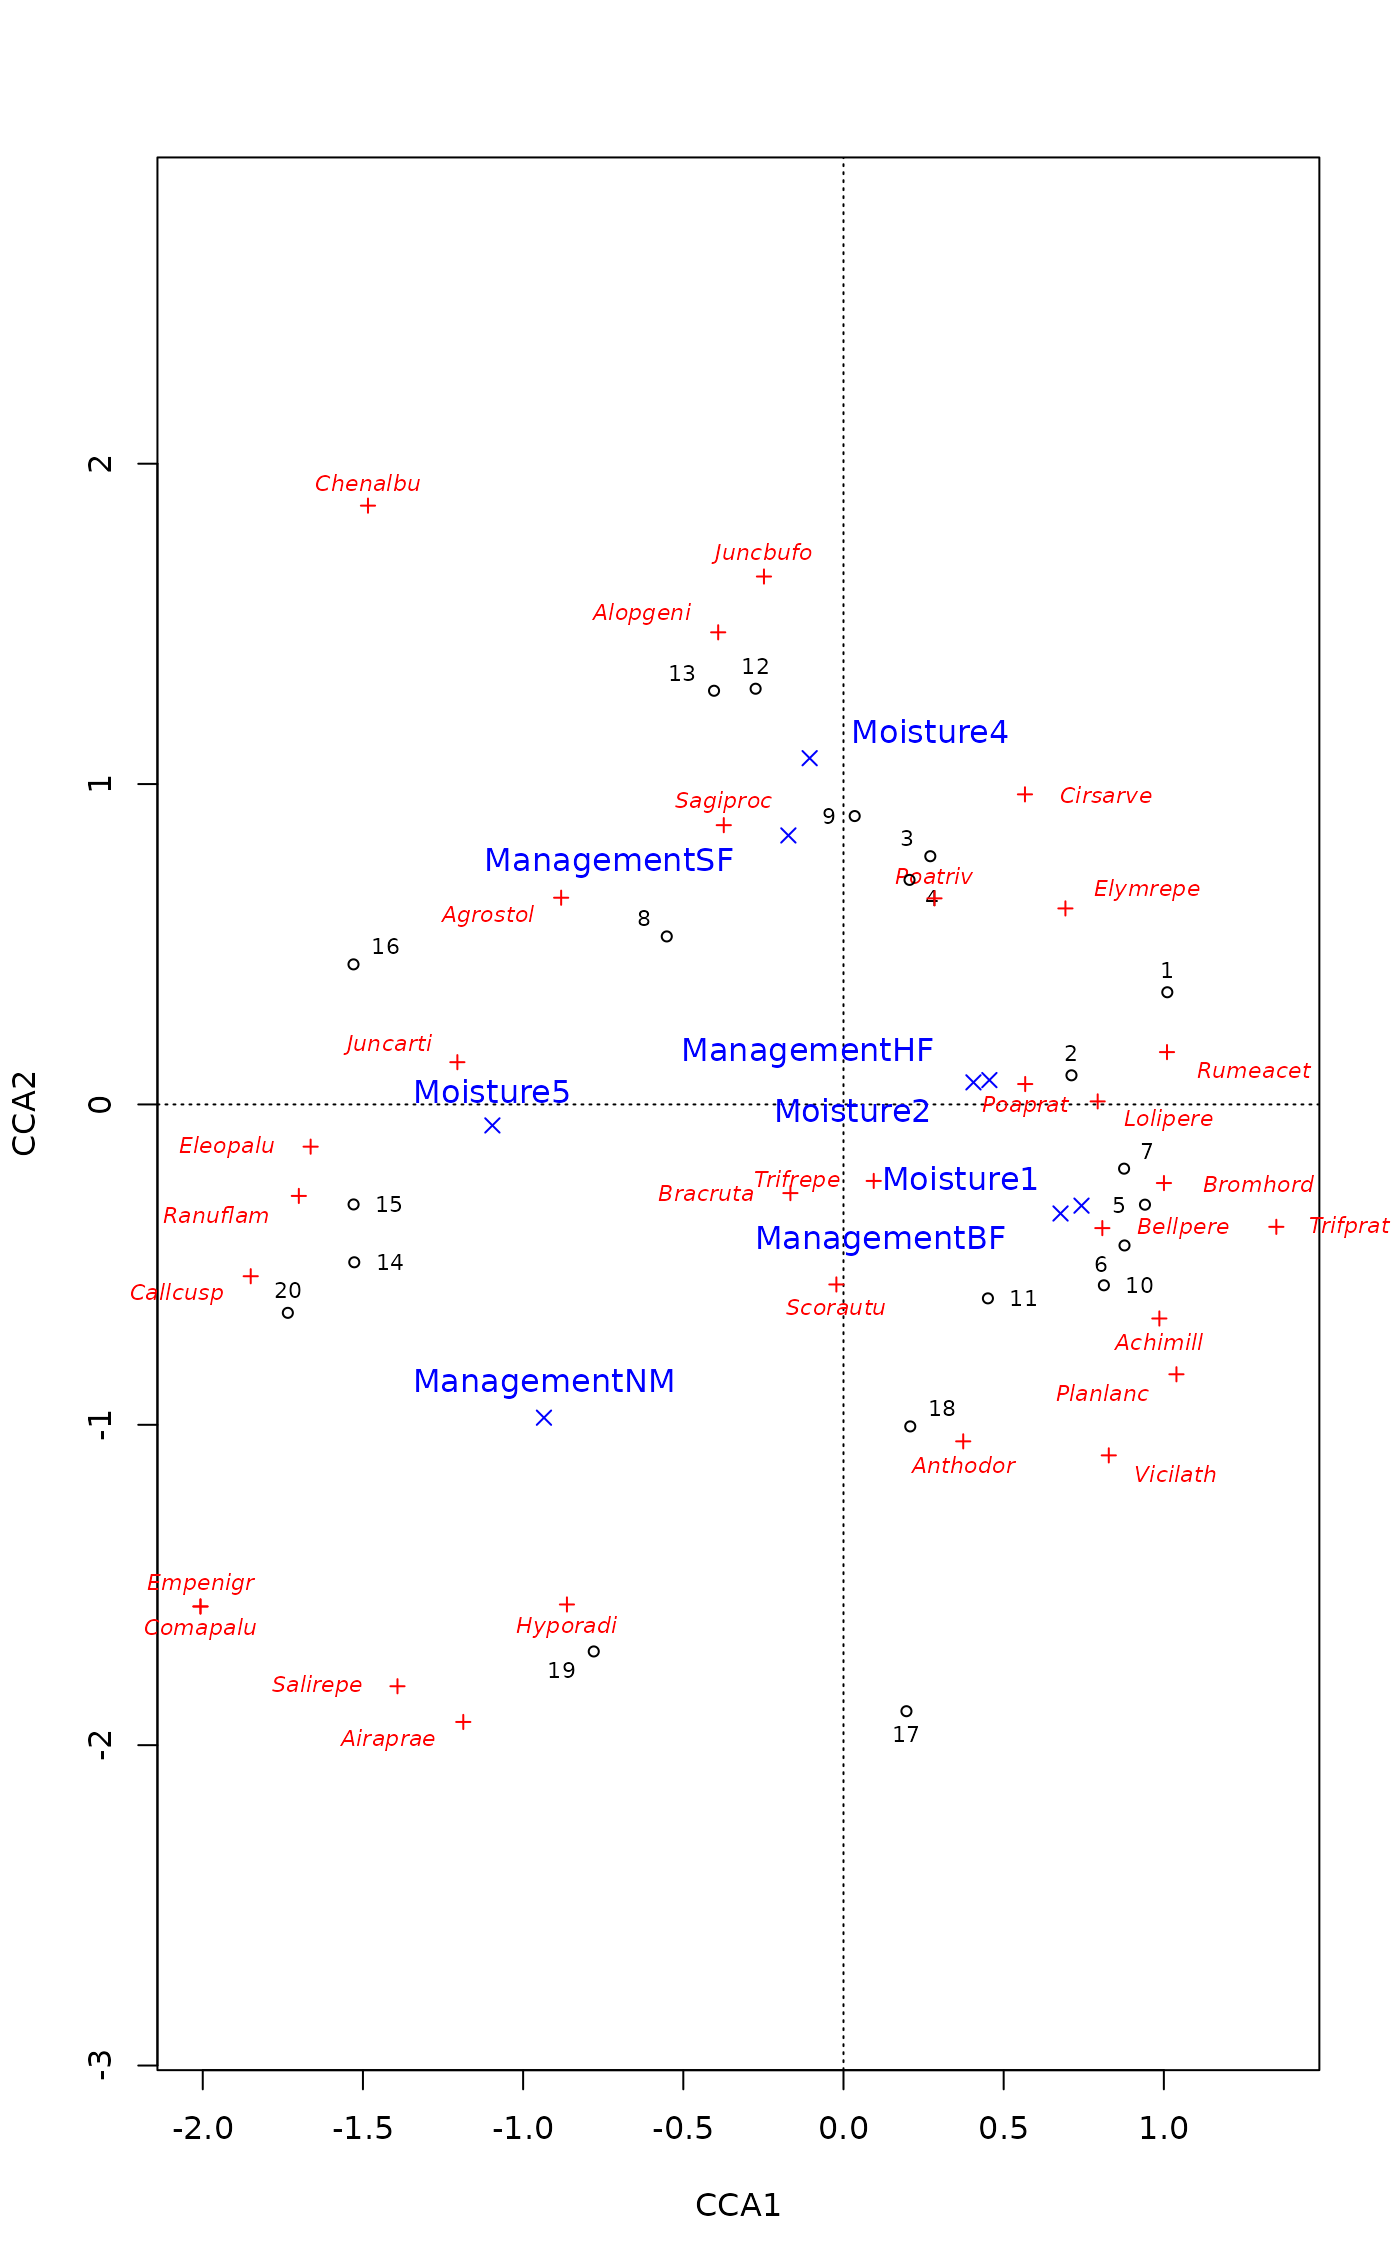 2
Chenalbu
Juncbufo
Alopgeni
13
12
Moisture4
1
Cirsarve
Sagiproc
9
3
ManagementSF
Poatriv
Elymrepe
4
Agrostol
8
16
1
Juncarti
ManagementHF
2
Rumeacet
Moisture5
CCA2
0
Moisture2
Poaprat
Lolipere
Eleopalu
7
Trifrepe
Moisture1
Bromhord
Bracruta
15
5
Ranuflam
Bellpere
Trifprat
ManagementBF
14
6
Callcusp
20
10
11
Scorautu
Achimill
ManagementNM
Planlanc
-1
18
Anthodor
Vicilath
Empenigr
Comapalu
Hyporadi
19
Salirepe
Airaprae
-2
17
-3
-2.0 -1.5 -1.0 -0.5 0.0 0.5 1.0
CCA1